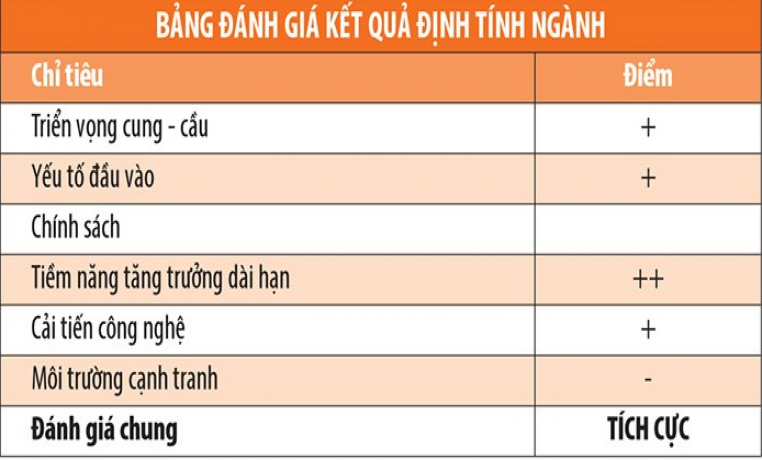 BẢNG ĐÁNH GIÁ KẾT QUẢ ĐỊNH TÍNH NGÀNH
Chỉ tiêu Điểm
Triển vọng cung - cầu +
Yếu tố đầu vào +
Chính sách
Tiềm năng tăng trưởng dài hạn ++
Cải tiến công nghệ +
Môi trường cạnh tranh -
Đánh giá chung TÍCH CỰC